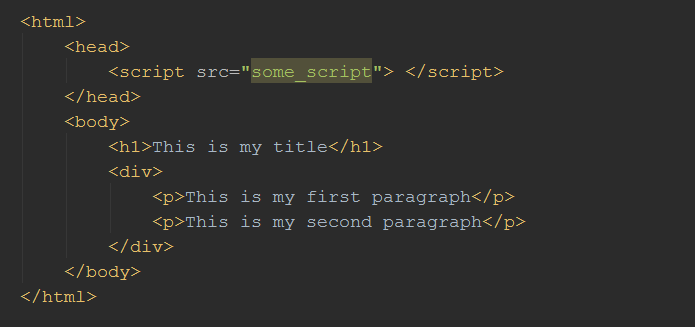 <html>
<head>
<script src="some_script"> </script>
</head>
<body>
<h1>This is my title</h1>
<div>
<p>This is my first paragraph</p>
<p>This is my second paragraph</p>
</div>
</body>
</html>